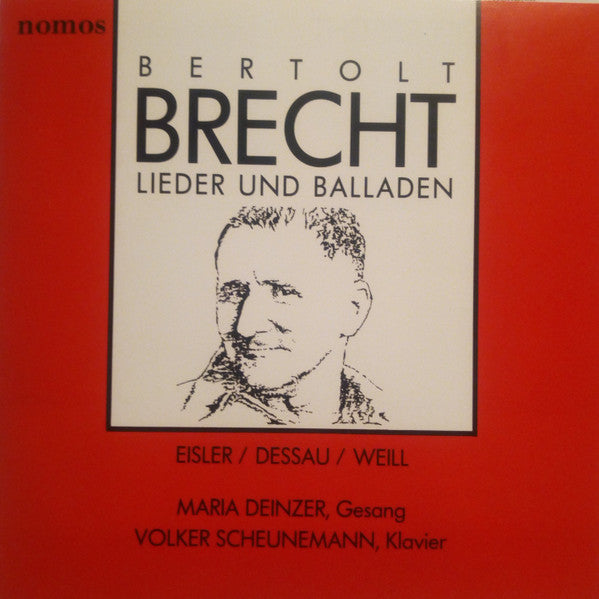 nomos
BERTOLT
BRECHT
LIEDER UND BALLADEN
EISLER / DESSAU / WEILL
MARIA DEINZER, Gesang
VOLKER SCHEUNEMANN, Klavier